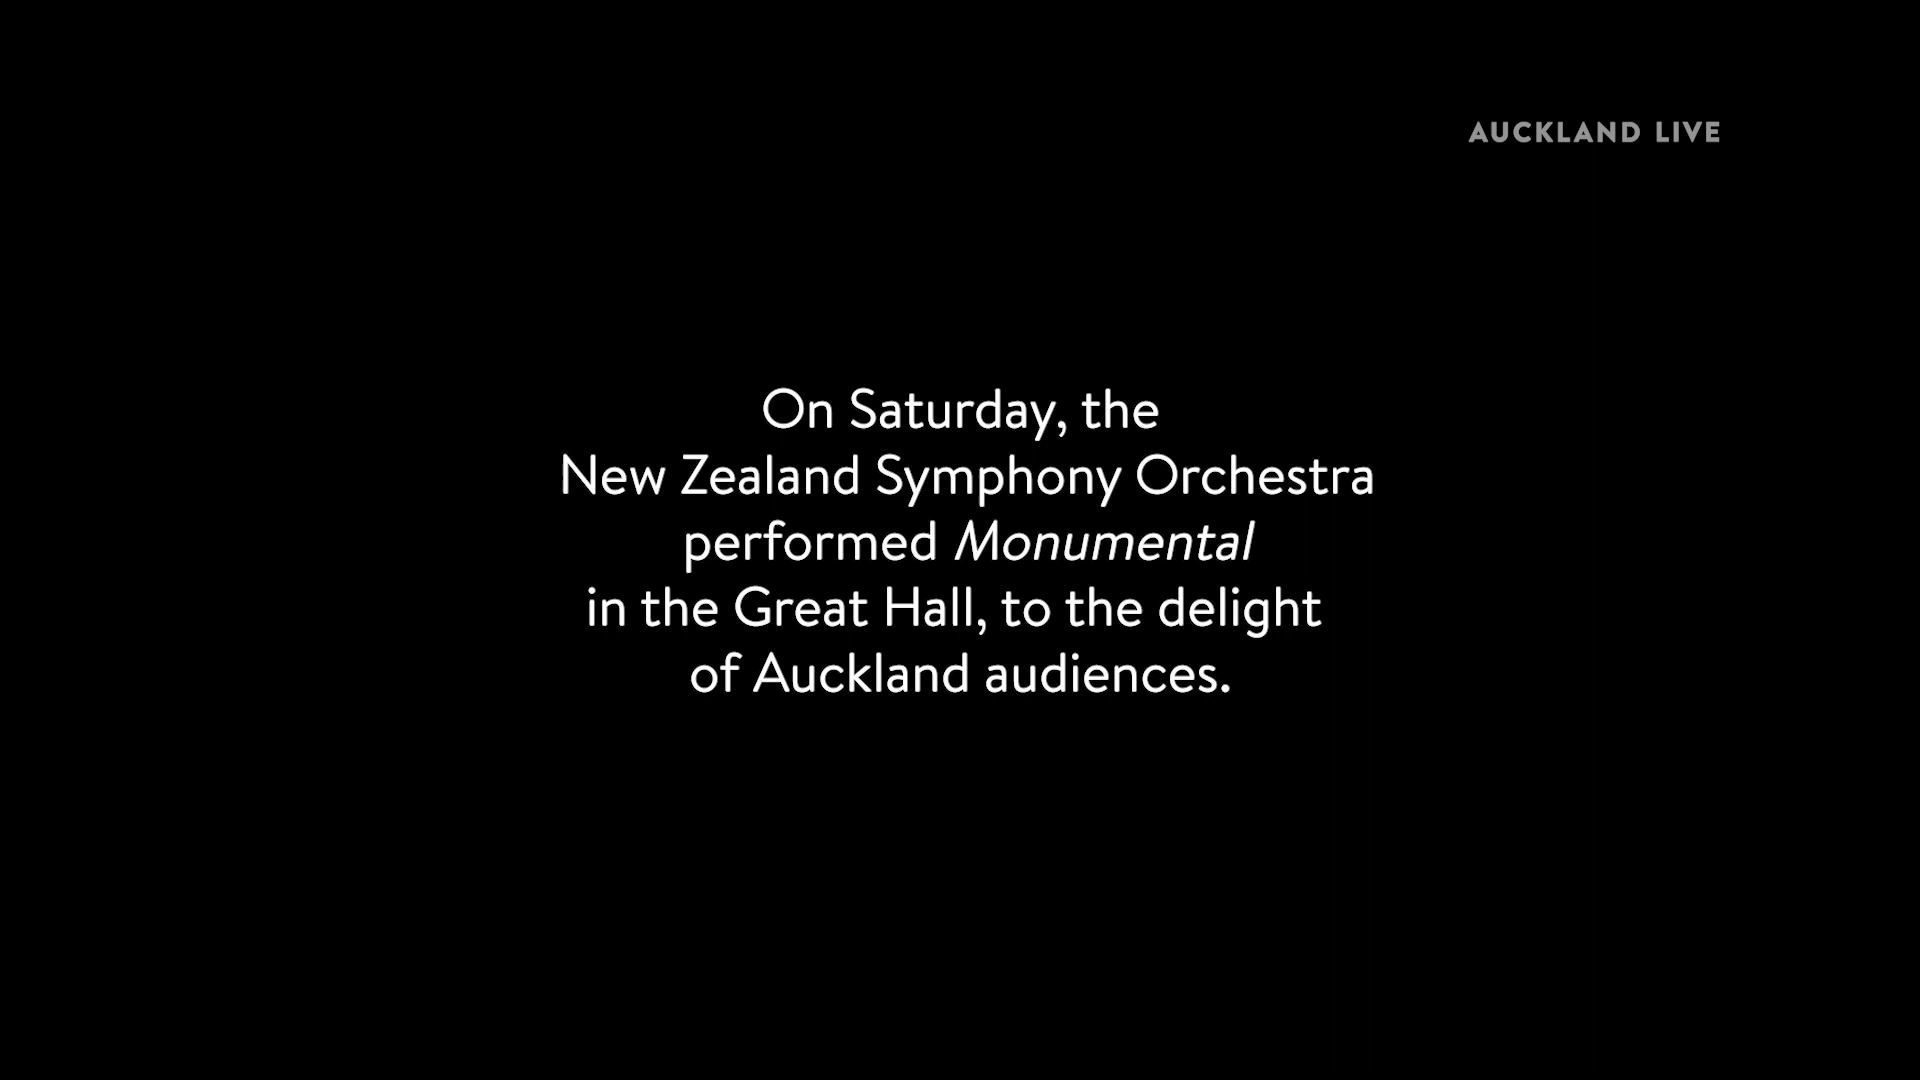 AUCKLAND LIVE
On Saturday, the
New Zealand Symphony Orchestra
performed Monumental
in the Great Hall, to the delight
of Auckland audiences.